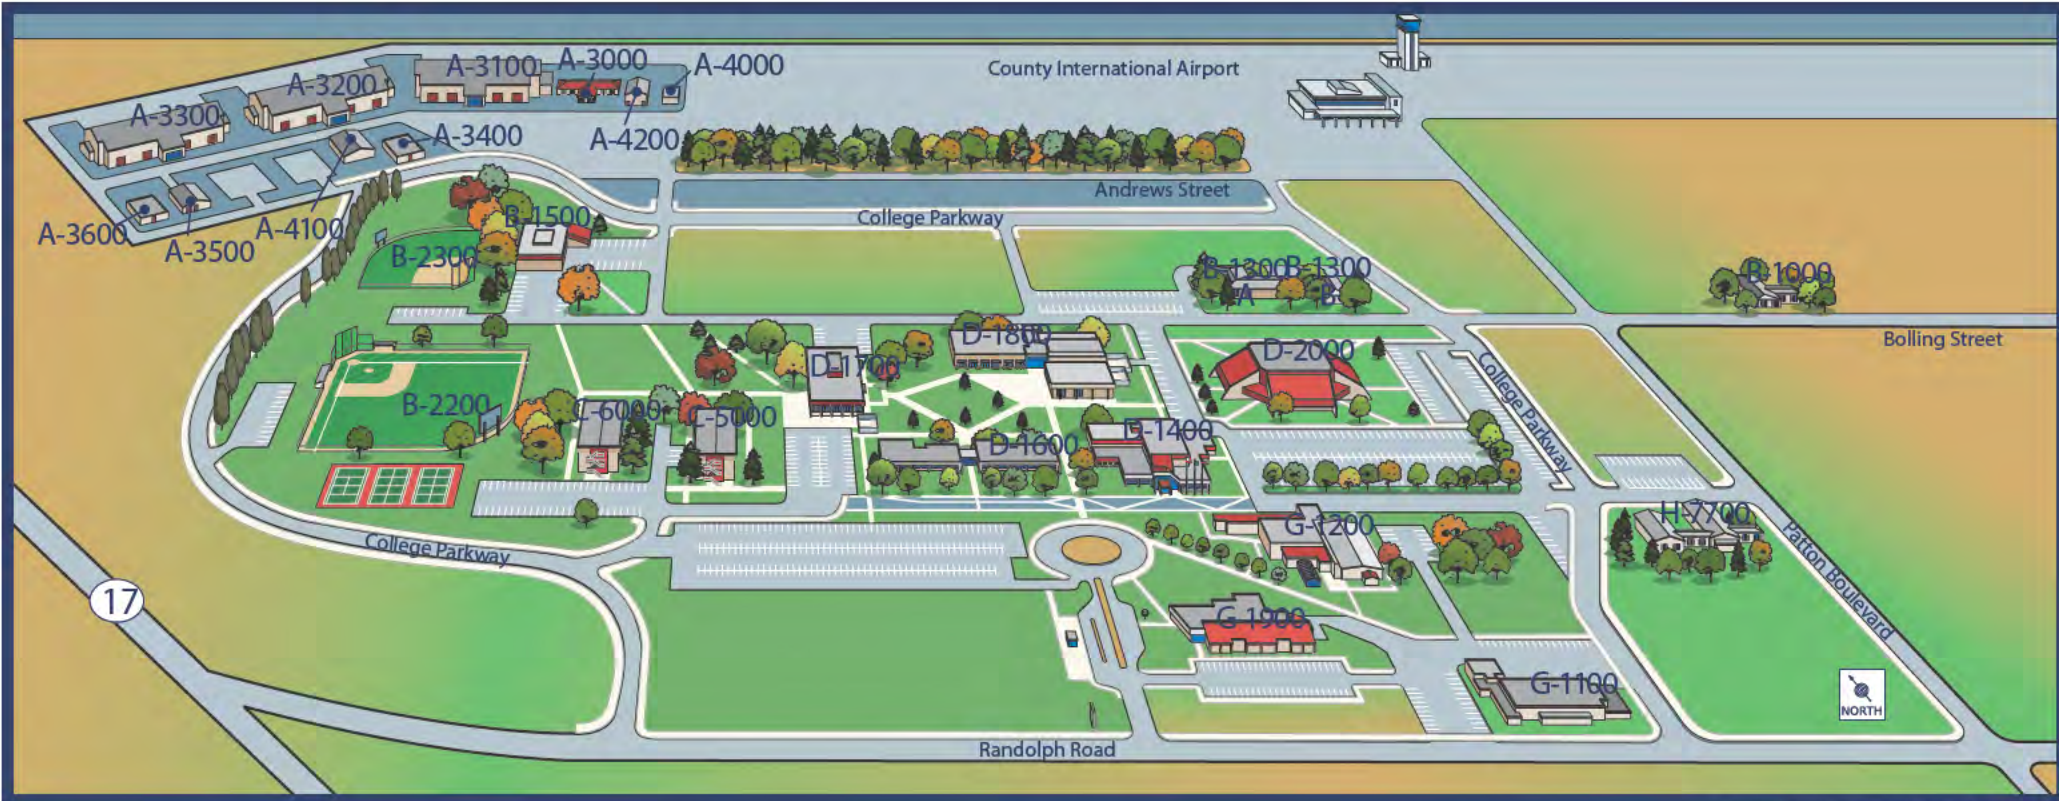 County International Airport
A-3000
A-3100
A-4000
A-3200
A-3300
A-3400
A-4200
Andrews Street
College Parkway
B-1500
A-4100
A-3600
A-3500
B-2300
B-1200
A
B-1300
B
B-1000
Bolling Street
D-1800
D-2000
D-1700
College Parkway
B-2200
C-6000
C-5000
D-1600
D-1400
G-1200
H-7700
College Parkway
Patton Boulevard
17
G-1900
G-1100
NORTH
Randolph Road